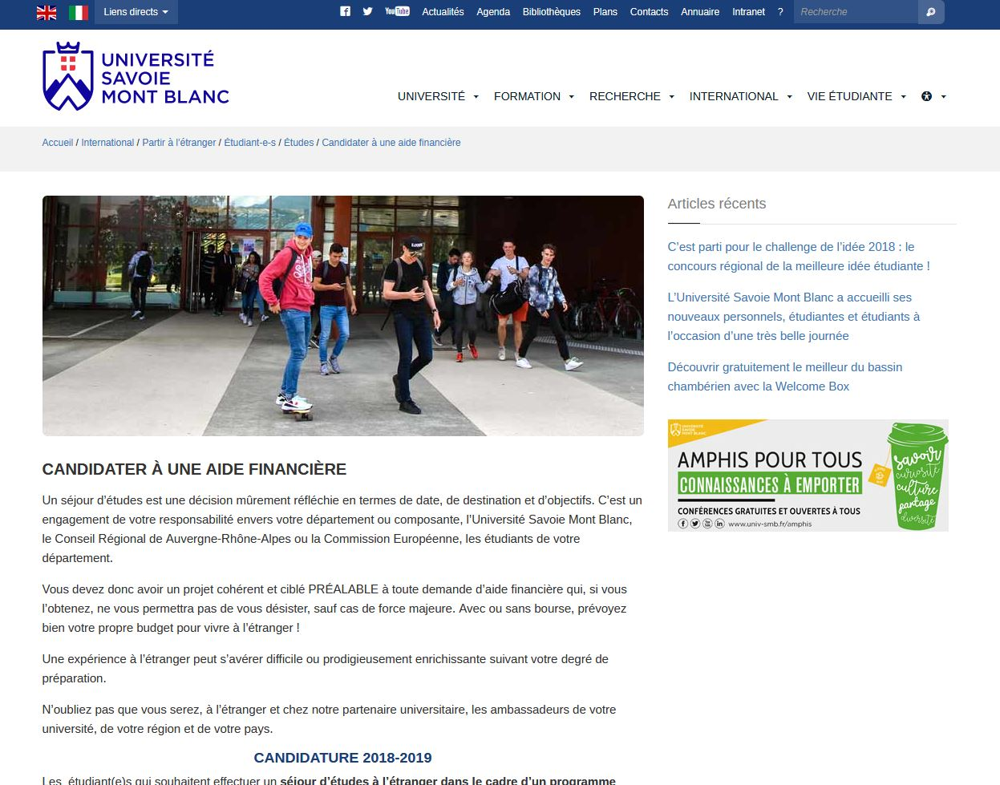 Liens directs
YouTube
Actualités
Agenda
Bibliothèques
Plans
Contacts
Annuaire
Intranet
?
Recherche
UNIVERSITÉ
SAVOIE
MONT BLANC
UNIVERSITÉ
FORMATION
RECHERCHE
INTERNATIONAL
VIE ÉTUDIANTE
Accueil / International / Partir à l’étranger / Étudiant-e-s / Études / Candidater à une aide financière
CANDIDATER À UNE AIDE FINANCIÈRE
Un séjour d’études est une décision mûrement réfléchie en termes de date, de destination et d’objectifs. C’est un
engagement de votre responsabilité envers votre département ou composante, l’Université Savoie Mont Blanc,
le Conseil Régional de Auvergne-Rhône-Alpes ou la Commission Européenne, les étudiants de votre
département.
Vous devez donc avoir un projet cohérent et ciblé PRÉALABLE à toute demande d’aide financière qui, si vous
l’obtenez, ne vous permettra pas de vous désister, sauf cas de force majeure. Avec ou sans bourse, prévoyez
bien votre propre budget pour vivre à l’étranger !
Une expérience à l’étranger peut s’avérer difficile ou prodigieusement enrichissante suivant votre degré de
préparation.
N’oubliez pas que vous serez, à l’étranger et chez notre partenaire universitaire, les ambassadeurs de votre
université, de votre région et de votre pays.
CANDIDATURE 2018-2019
Les étudiant(e)s qui souhaitent effectuer un séjour d’études à l’étranger dans le cadre d’un programme
Articles récents
C’est parti pour le challenge de l’idée 2018 : le
concours régional de la meilleure idée étudiante !
L’Université Savoie Mont Blanc a accueilli ses
nouveaux personnels, étudiantes et étudiants à
l’occasion d’une très belle journée
Découvrir gratuitement le meilleur du bassin
chambérien avec la Welcome Box
UNIVERSITÉ
SAVOIE
MONT BLANC
AMPHIS POUR TOUS
CONNAISSANCES À EMPORTER
CONFÉRENCES GRATUITES ET OUVERTES À TOUS
www.univ-smb.fr/amphis
savoir
curiosité
culture
partage
diversité